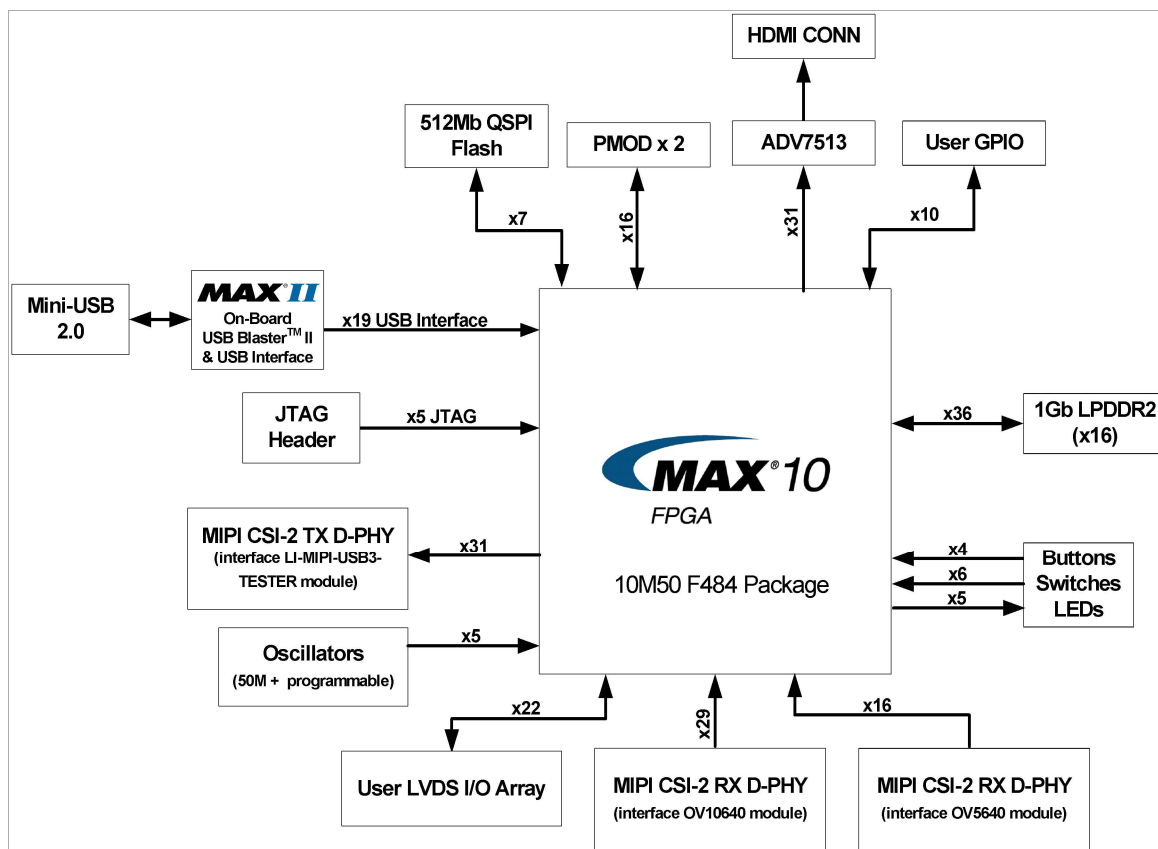 HDMI CONN
512Mb QSPI
Flash
PMOD x 2
ADV7513
User GPIO
x7
x16
x31
x10
Mini-USB
2.0
MAX® II
On-Board
USB Blaster™ II
& USB Interface
x19 USB Interface
JTAG
Header
x5 JTAG
x36
1Gb LPDDR2
(x16)
MAX® 10
FPGA
10M50 F484 Package
MIPI CSI-2 TX D-PHY
(interface LI-MIPI-USB3-
TESTER module)
x31
x4
x6
x5
Buttons
Switches
LEDs
Oscillators
(50M + programmable)
x5
x22
x29
x16
User LVDS I/O Array
MIPI CSI-2 RX D-PHY
(interface OV10640 module)
MIPI CSI-2 RX D-PHY
(interface OV5640 module)